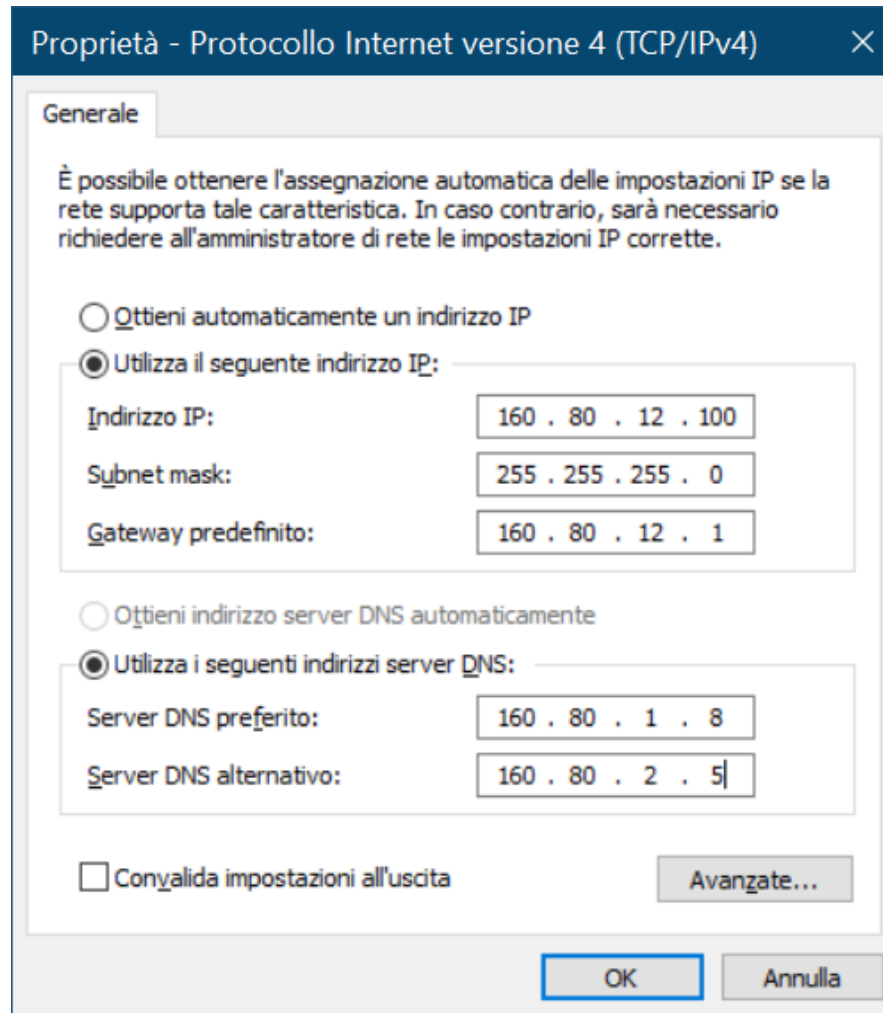 Proprietà - Protocollo Internet versione 4 (TCP/IPv4)
Generale
È possibile ottenere l'assegnazione automatica delle impostazioni IP se la
rete supporta tale caratteristica. In caso contrario, sarà necessario
richiedere all'amministratore di rete le impostazioni IP corrette.
Ottieni automaticamente un indirizzo IP
Utilizza il seguente indirizzo IP:
Indirizzo IP: 160 . 80 . 12 . 100
Subnet mask: 255 . 255 . 255 . 0
Gateway predefinito: 160 . 80 . 12 . 1
Ottieni indirizzo server DNS automaticamente
Utilizza i seguenti indirizzi server DNS:
Server DNS preferito: 160 . 80 . 1 . 8
Server DNS alternativo: 160 . 80 . 2 . 5
Convalida impostazioni all'uscita Avanzate...
OK Annulla